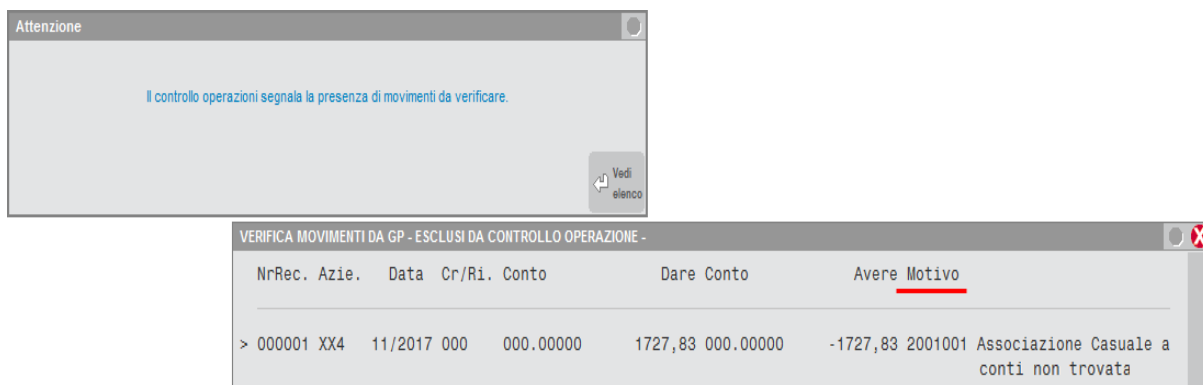 Attenzione
Il controllo operazioni segnala la presenza di movimenti da verificare.
Vedi
elenco
VERIFICA MOVIMENTI DA GP - ESCLUSI DA CONTROLLO OPERAZIONE -
NrRec. Azie. Data Cr/Ri. Conto Dare Conto Avere Motivo
> 000001 XX4 11/2017 000 000.00000 1727,83 000.00000 -1727,83 2001001 Associazione Casuale a
conti non trovata